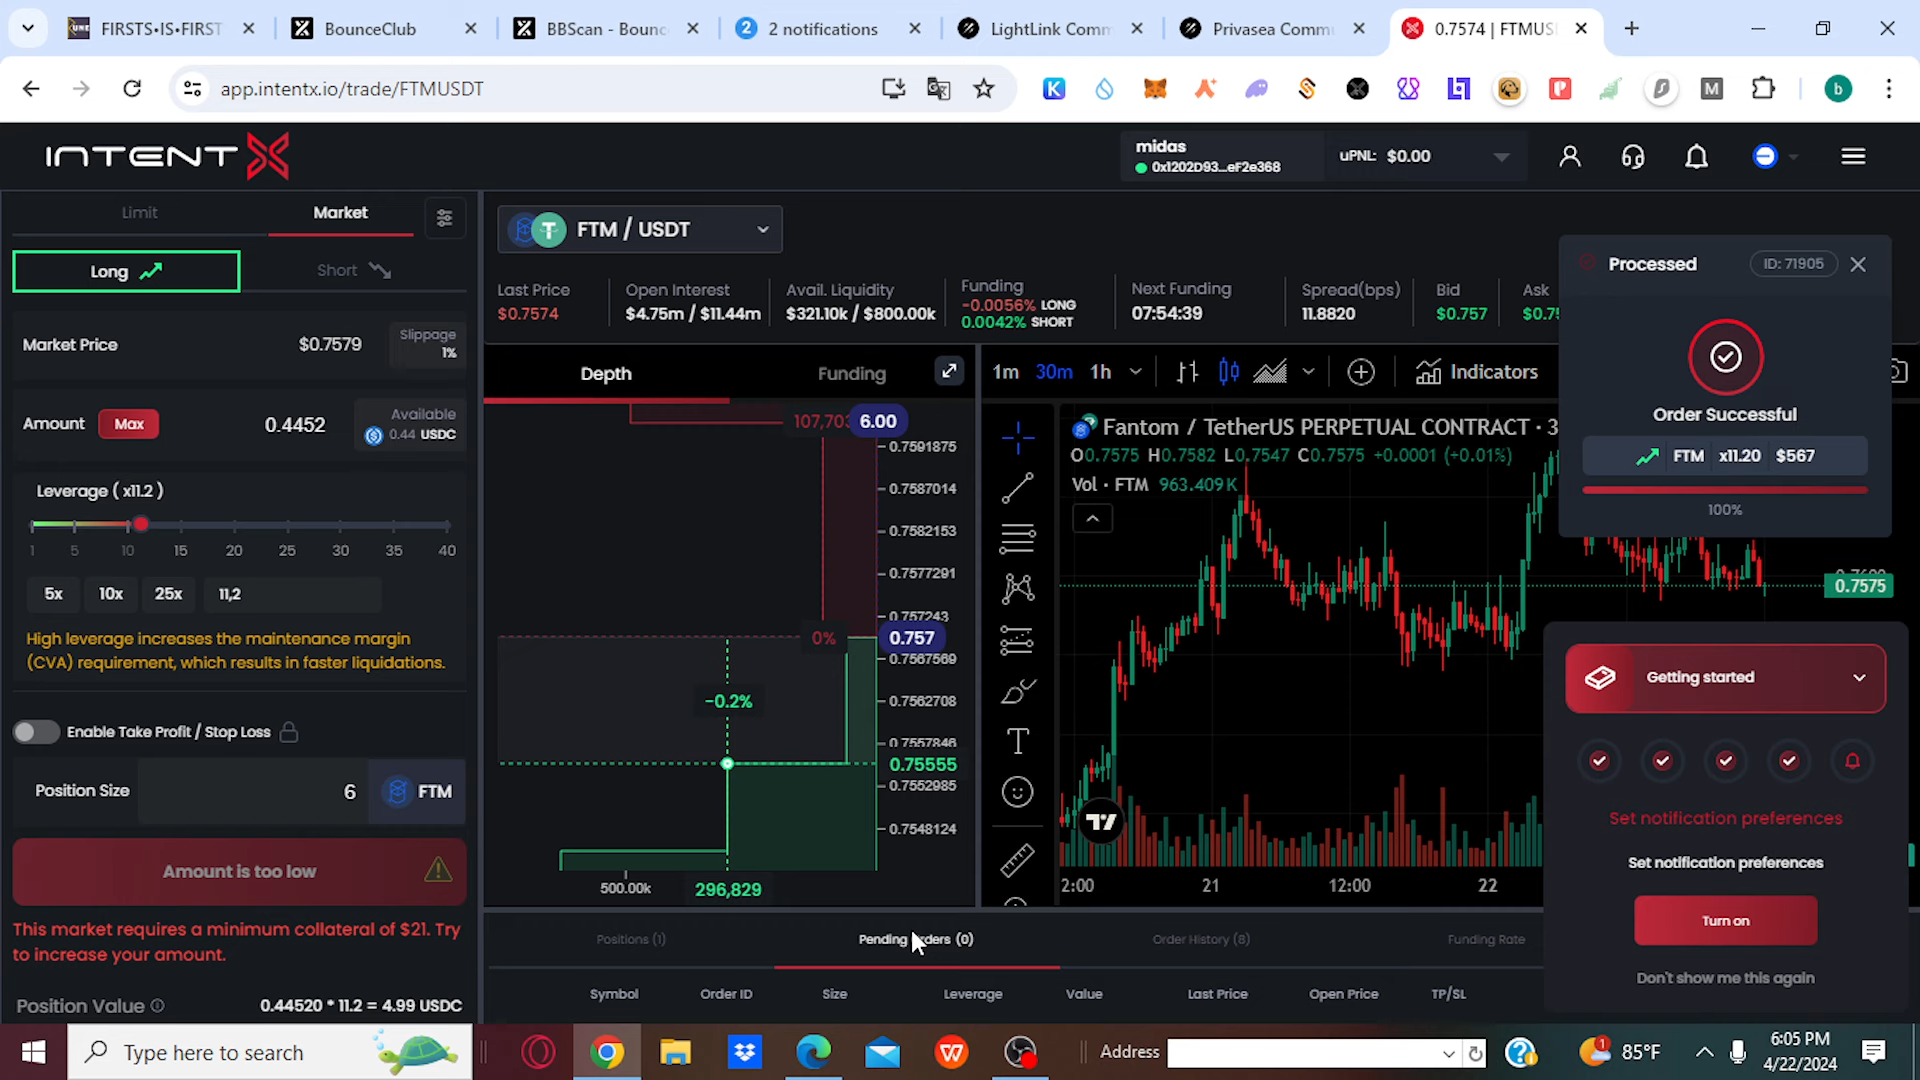 FIRSTS•IS•FIRST
BounceClub
BBScan - Bounc
2 notifications
LightLink Comm
Privasea Commu
0.7574 | FTMUS
app.intentx.io/trade/FTMUSDT
INTENT X
midas
0x1202D93...eF2e368
uPNL: $0.00
Limit
Market
Long
Short
Market Price
$0.7579
Slippage
1%
Amount
Max
0.4452
Available
0.44 USDC
Leverage ( x11.2 )
1 5 10 15 20 25 30 35 40
5x 10x 25x 11,2
High leverage increases the maintenance margin
(CVA) requirement, which results in faster liquidations.
Enable Take Profit / Stop Loss
Position Size
6
FTM
Amount is too low
This market requires a minimum collateral of $21. Try
to increase your amount.
Position Value
0.44520 * 11.2 = 4.99 USDC
FTM / USDT
Last Price
$0.7574
Open Interest
$4.75m / $11.44m
Avail. Liquidity
$321.10k / $800.00k
Funding
-0.0056% LONG
0.0042% SHORT
Next Funding
07:54:39
Spread(bps)
11.8820
Bid
$0.757
Ask
Depth
Funding
107,703
6.00
0.7591875
0.7587014
0.7582153
0.7577291
0.757243
0%
0.757
0.7567569
-0.2%
0.7562708
0.7557846
0.75555
0.7552985
0.7548124
500.00k
296,829
1m 30m 1h
Indicators
Fantom / TetherUS PERPETUAL CONTRACT · 3
O0.7575 H0.7582 L0.7547 C0.7575 +0.0001 (+0.01%)
Vol · FTM 963.409K
0.7575
2:00
21
12:00
22
Processed
ID: 71905
Order Successful
FTM x11.20 $567
100%
Getting started
Set notification preferences
Set notification preferences
Turn on
Don't show me this again
Positions (1)
Pending Orders (0)
Order History (8)
Funding Rate
Symbol
Order ID
Size
Leverage
Value
Last Price
Open Price
TP/SL
Type here to search
Address
85°F
6:05 PM
4/22/2024